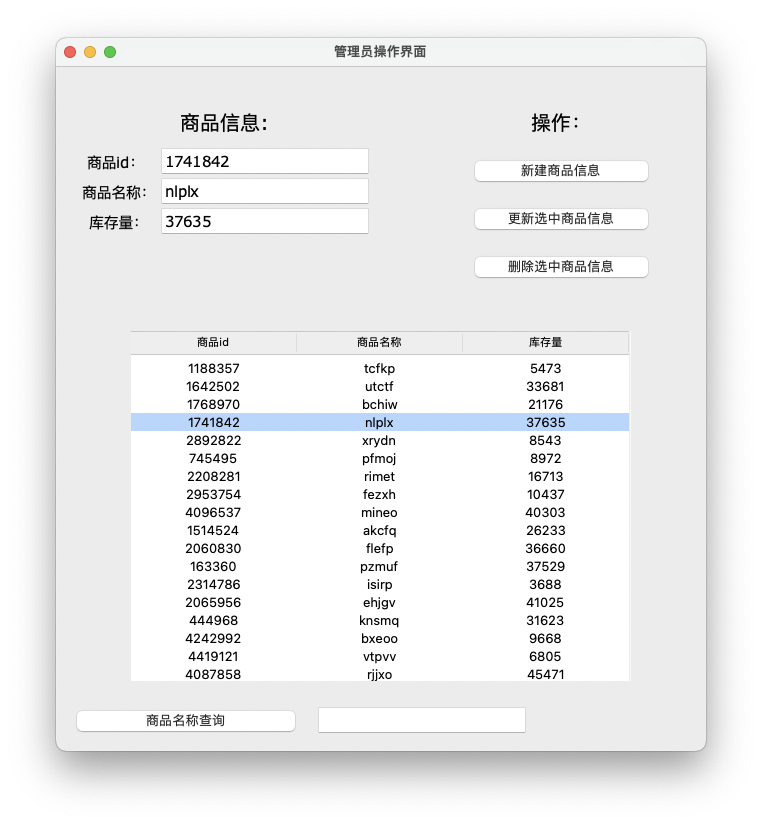 管理员操作界面
商品信息:
操作:
商品id:
1741842
新建商品信息
商品名称:
nlplx
库存量:
37635
更新选中商品信息
删除选中商品信息
商品id 商品名称 库存量
1188357 tcfkp 5473
1642502 utctf 33681
1768970 bchiw 21176
1741842 nlplx 37635
2892822 xrydn 8543
745495 pfmoj 8972
2208281 rimet 16713
2953754 fezxh 10437
4096537 mineo 40303
1514524 akcfq 26233
2060830 flefp 36660
163360 pzmuf 37529
2314786 isirp 3688
2065956 ehjgv 41025
444968 knsmq 31623
4242992 bxeoo 9668
4419121 vtpvv 6805
4087858 rjjxo 45471
商品名称查询